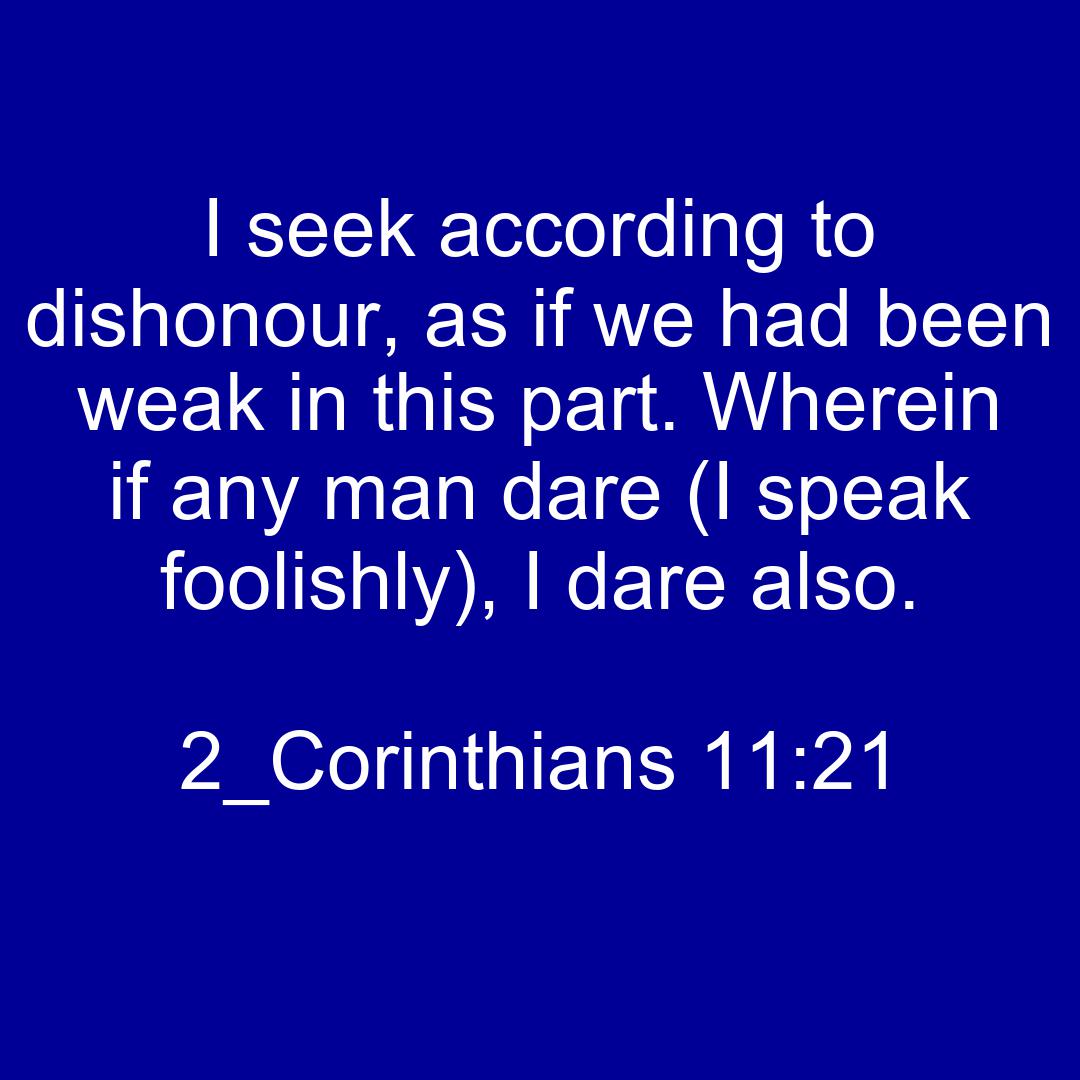 I seek according to
dishonour, as if we had been
weak in this part. Wherein
if any man dare (I speak
foolishly), I dare also.
2_Corinthians 11:21